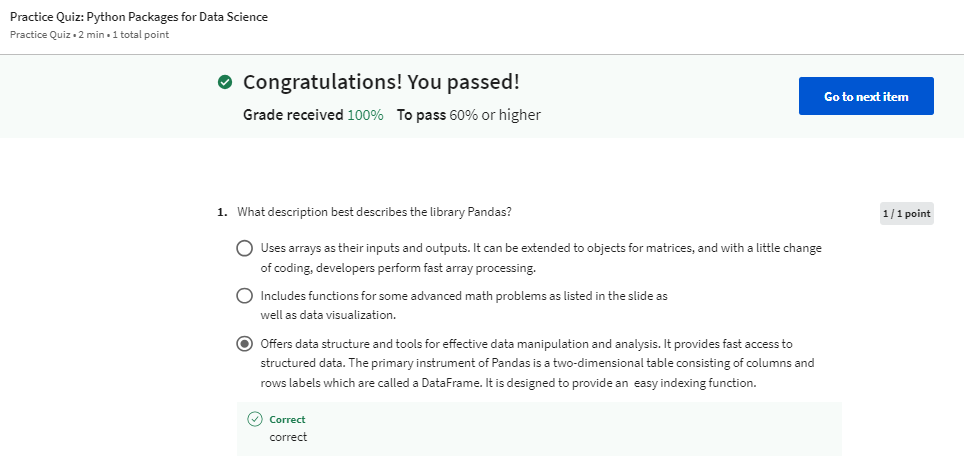 Practice Quiz: Python Packages for Data Science
Practice Quiz • 2 min • 1 total point
Congratulations! You passed!
Go to next item
Grade received 100% To pass 60% or higher
1. What description best describes the library Pandas?
1 / 1 point
Uses arrays as their inputs and outputs. It can be extended to objects for matrices, and with a little change
of coding, developers perform fast array processing.
Includes functions for some advanced math problems as listed in the slide as
well as data visualization.
Offers data structure and tools for effective data manipulation and analysis. It provides fast access to
structured data. The primary instrument of Pandas is a two-dimensional table consisting of columns and
rows labels which are called a DataFrame. It is designed to provide an easy indexing function.
Correct
correct